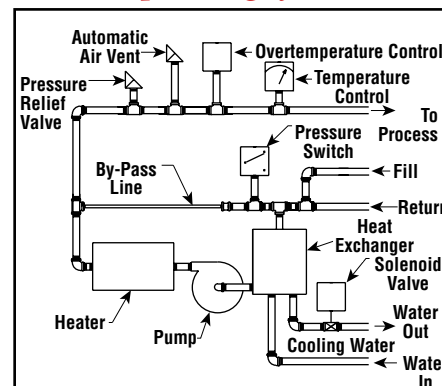 Automatic
Air Vent
Overtemperature Control
Pressure
Relief
Valve
Temperature
Control
To
Process
Pressure
Switch
By-Pass
Line
Fill
Return
Heat
Exchanger
Solenoid
Valve
Heater
Pump
Water
Out
Cooling Water
Water
In